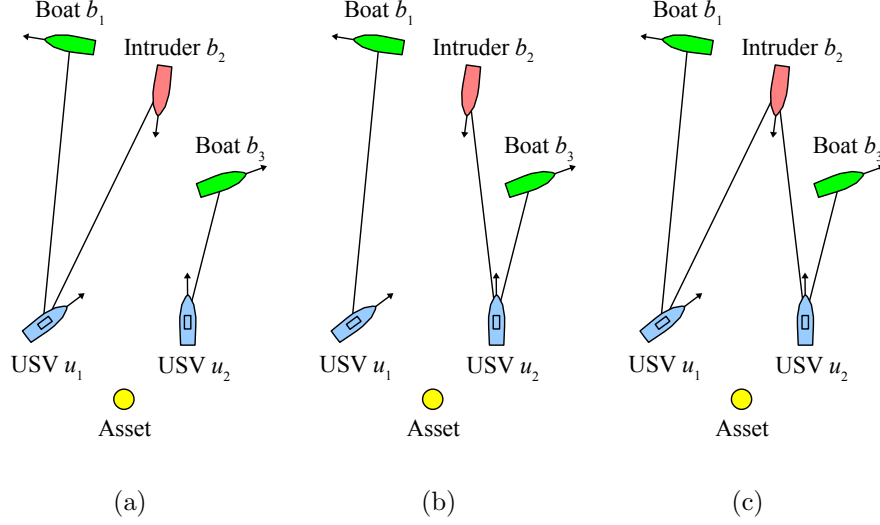 Boat b₁
Intruder b₂
Boat b₃
USV u₁
USV u₂
Asset
(a)
Boat b₁
Intruder b₂
Boat b₃
USV u₁
USV u₂
Asset
(b)
Boat b₁
Intruder b₂
Boat b₃
USV u₁
USV u₂
Asset
(c)